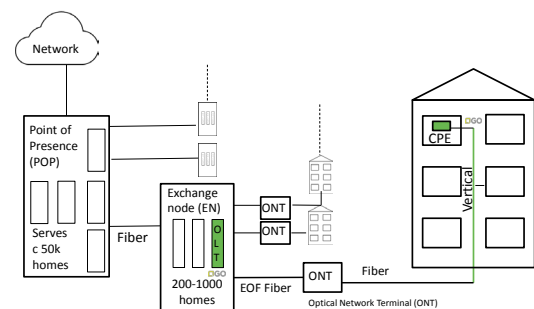 Network
Point of
Presence
(POP)
Serves
c 50k
homes
Fiber
Exchange
node (EN)
O
L
T
DGO
200-1000
homes
ONT
ONT
EOF Fiber
ONT
Fiber
Optical Network Terminal (ONT)
CPE
DGO
Vertical